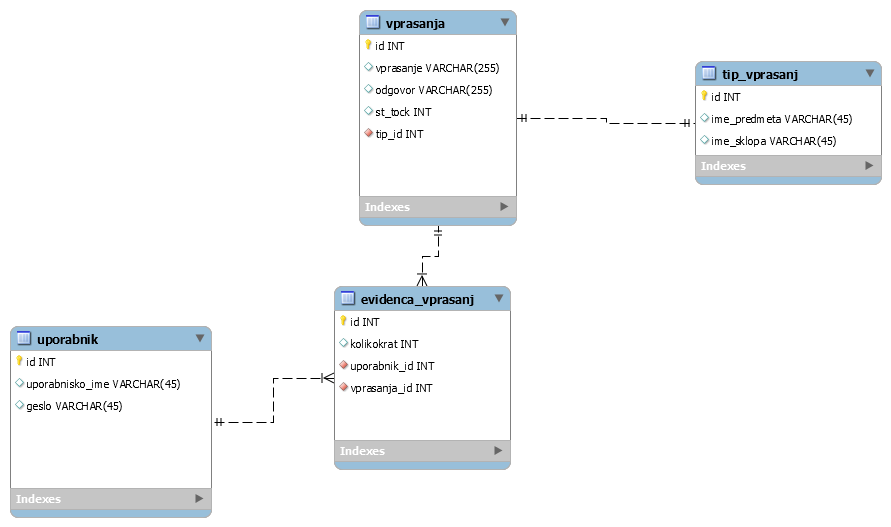 vprasanja
id INT
vprasanje VARCHAR(255)
odgovor VARCHAR(255)
st_tock INT
tip_id INT
Indexes
tip_vprasanj
id INT
ime_predmeta VARCHAR(45)
ime_sklopa VARCHAR(45)
Indexes
evidenca_vprasanj
id INT
kolikokrat INT
uporabnik_id INT
vprasanja_id INT
Indexes
uporabnik
id INT
uporabnisko_ime VARCHAR(45)
geslo VARCHAR(45)
Indexes